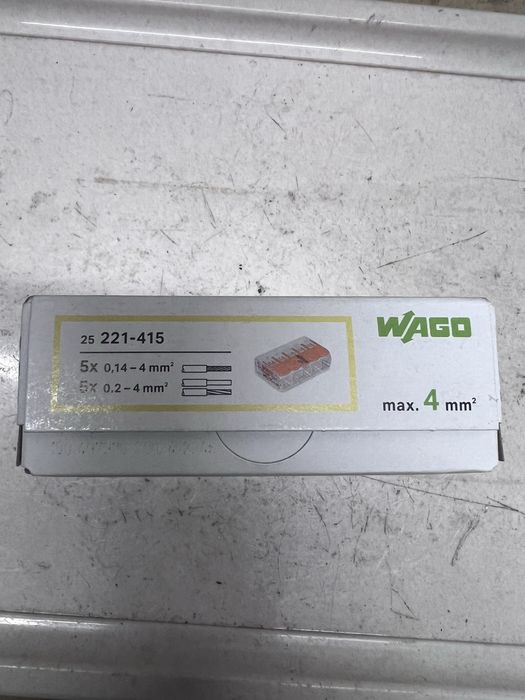 25 221-415
WAGO
5x 0,14–4 mm²
5x 0.2–4 mm²
max. 4 mm²